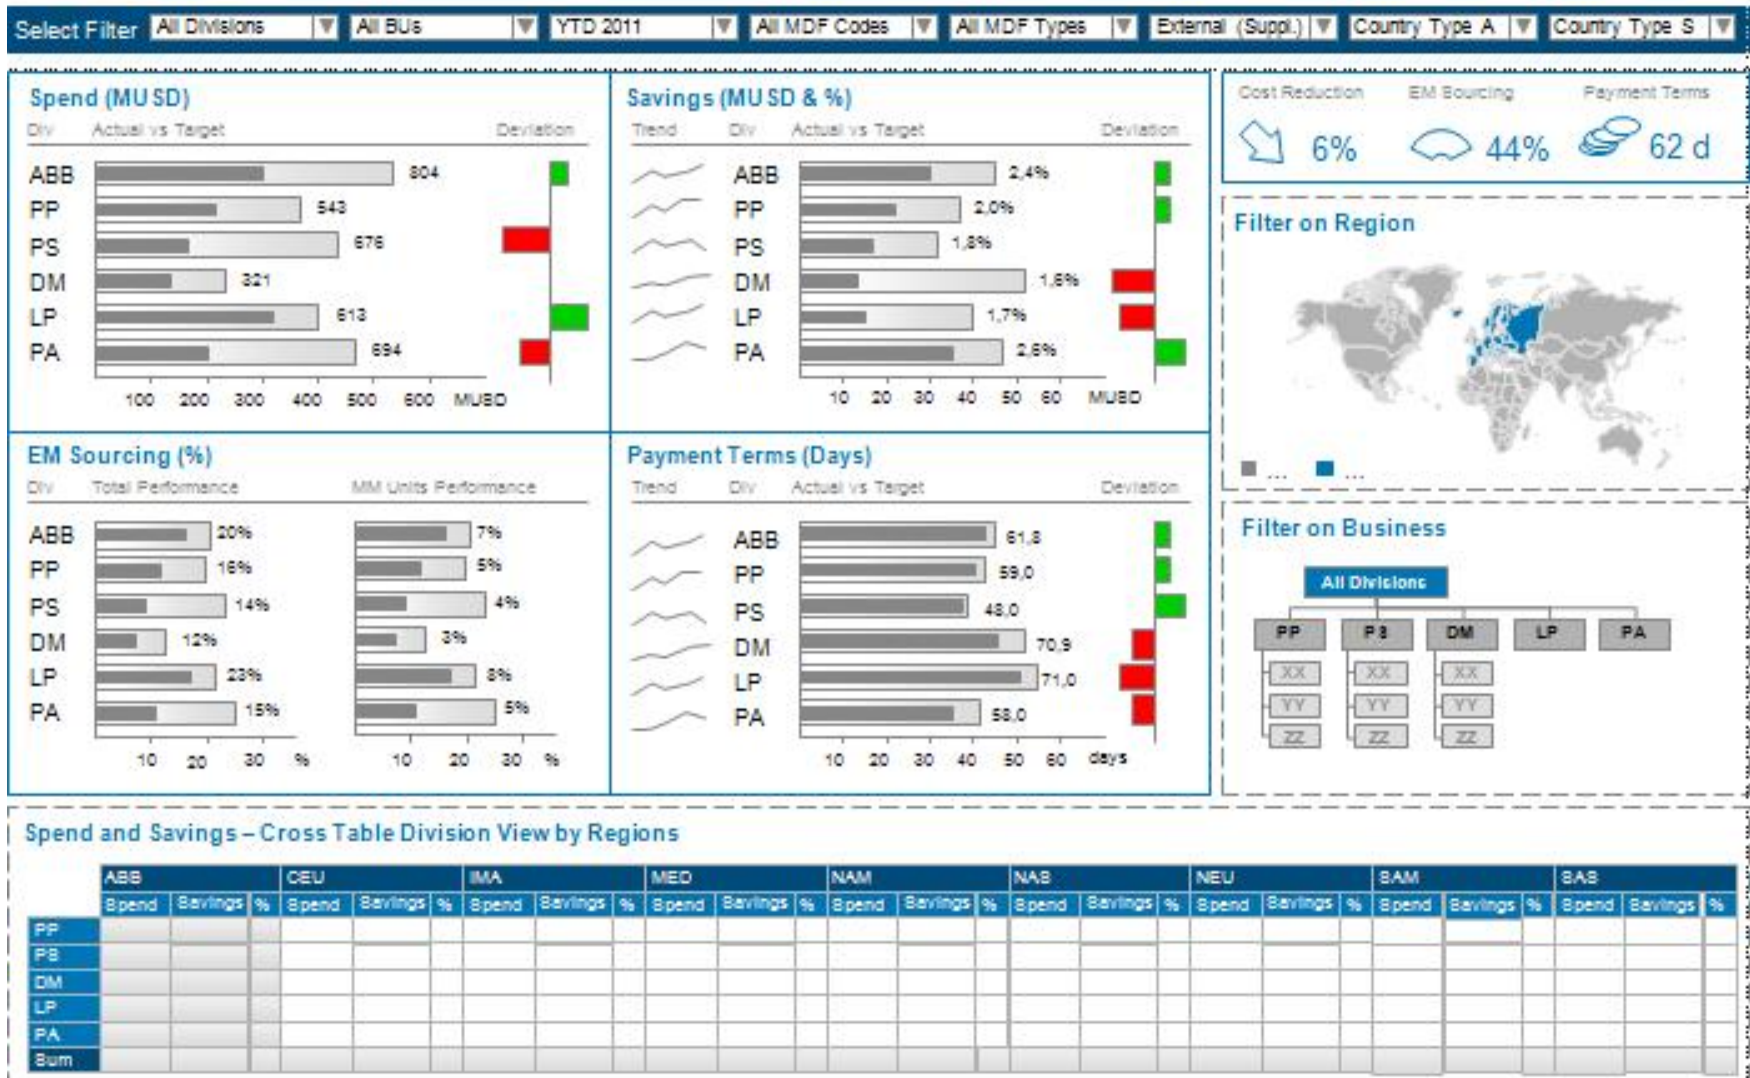 Select Filter All Divisions All BUs YTD 2011 All MDF Codes All MDF Types External (Suppl.) Country Type A Country Type S
Spend (MUSD)
Div Actual vs Target Deviation
ABB 804
PP 543
PS 676
DM 321
LP 613
PA 694
100 200 300 400 500 600 MUSD
Savings (MUSD & %)
Trend Div Actual vs Target Deviation
ABB 2,4%
PP 2,0%
PS 1,8%
DM 1,6%
LP 1,7%
PA 2,6%
10 20 30 40 50 60 MUSD
Cost Reduction EM Sourcing Payment Terms
6% 44% 62 d
Filter on Region
... ...
EM Sourcing (%)
Div Total Performance MM Units Performance
ABB 20% 7%
PP 16% 5%
PS 14% 4%
DM 12% 3%
LP 23% 8%
PA 15% 5%
10 20 30 % 10 20 30 %
Payment Terms (Days)
Trend Div Actual vs Target Deviation
ABB 61,8
PP 59,0
PS 48,0
DM 70,9
LP 71,0
PA 58,0
10 20 30 40 50 60 days
Filter on Business
All Divisions
PP PS DM LP PA
XX XX XX
YY YY YY
ZZ ZZ ZZ
Spend and Savings – Cross Table Division View by Regions
ABB CEU IMA MED NAM NAS NEU SAM SAS
Spend Savings % Spend Savings % Spend Savings % Spend Savings % Spend Savings % Spend Savings % Spend Savings % Spend Savings % Spend Savings %
PP
PS
DM
LP
PA
Sum